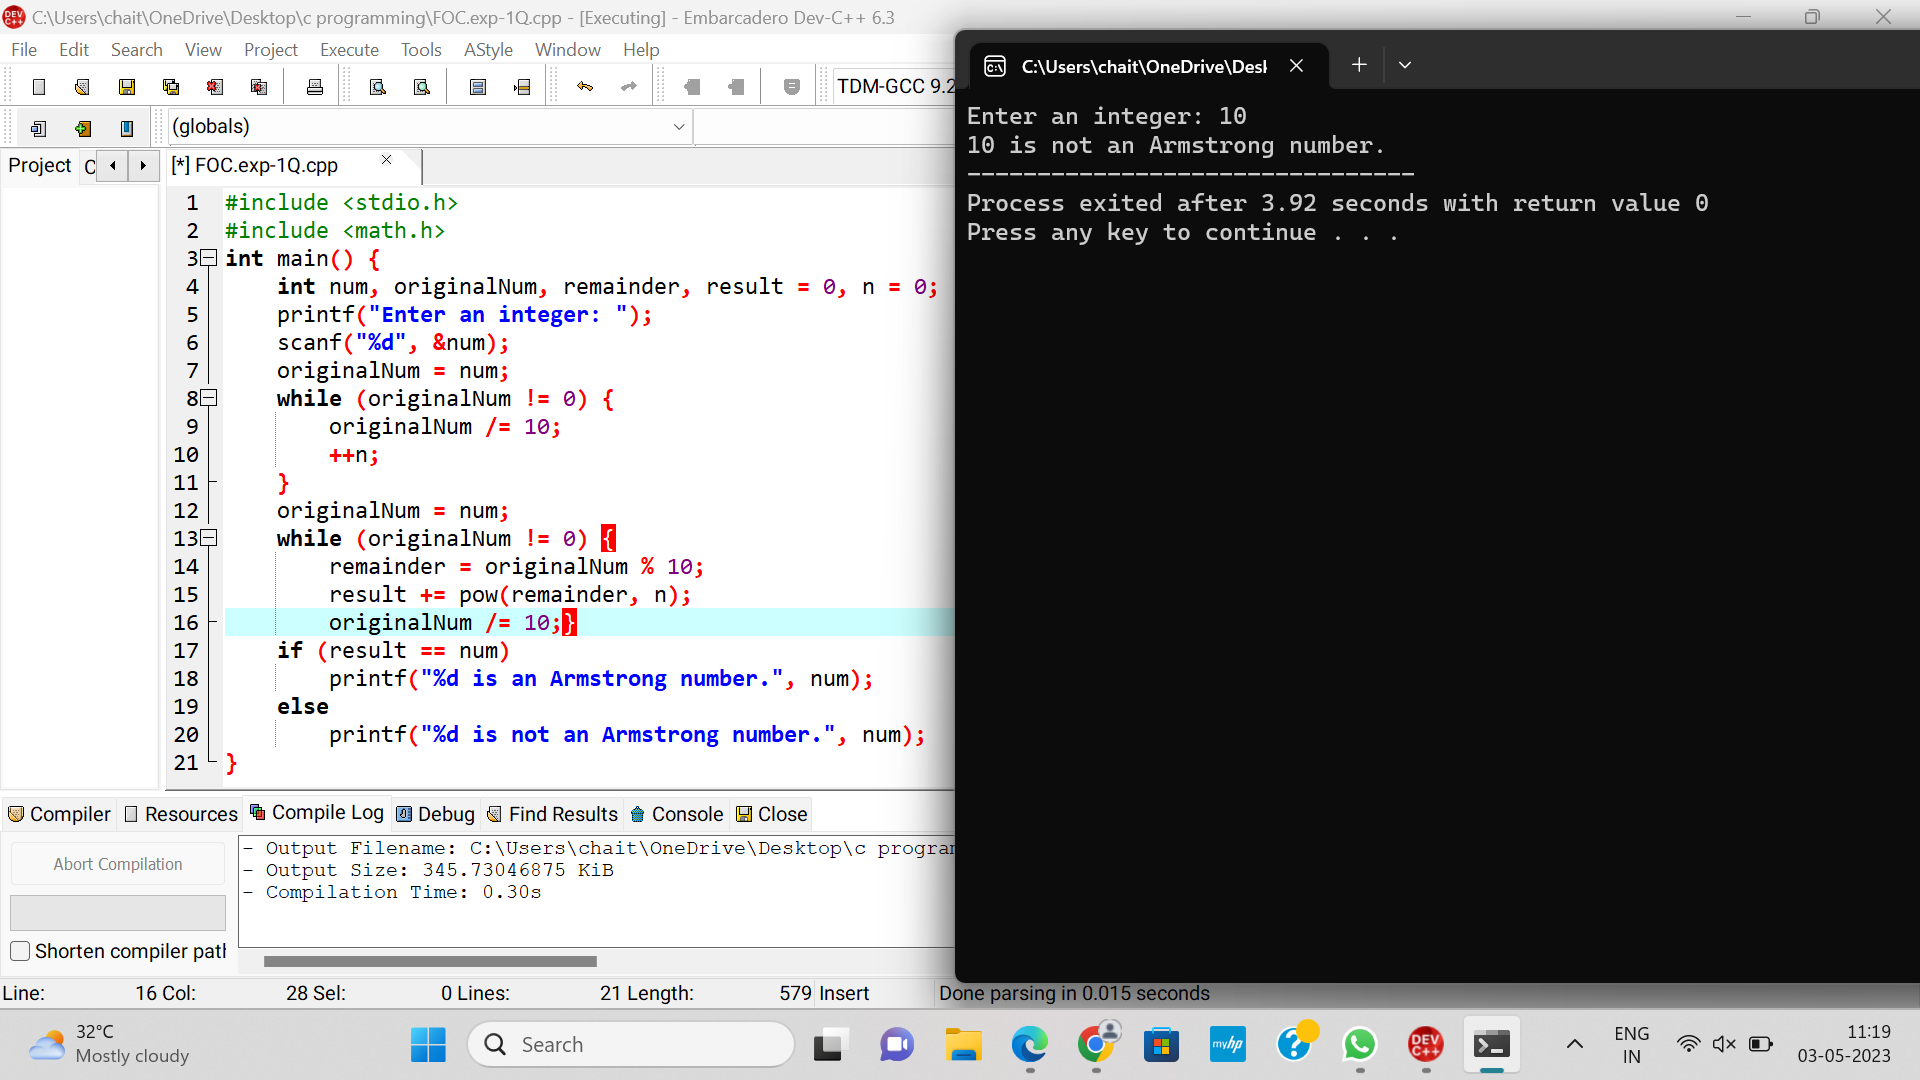 C:\Users\chait\OneDrive\Desktop\c programming\FOC.exp-1Q.cpp - [Executing] - Embarcadero Dev-C++ 6.3
File Edit Search View Project Execute Tools AStyle Window Help
TDM-GCC 9.2
(globals)
Project
[*] FOC.exp-1Q.cpp
1 #include <stdio.h>
2 #include <math.h>
3 int main() {
4 int num, originalNum, remainder, result = 0, n = 0;
5 printf("Enter an integer: ");
6 scanf("%d", &num);
7 originalNum = num;
8 while (originalNum != 0) {
9 originalNum /= 10;
10 ++n;
11 }
12 originalNum = num;
13 while (originalNum != 0) {
14 remainder = originalNum % 10;
15 result += pow(remainder, n);
16 originalNum /= 10;}
17 if (result == num)
18 printf("%d is an Armstrong number.", num);
19 else
20 printf("%d is not an Armstrong number.", num);
21 }
Compiler Resources Compile Log Debug Find Results Console Close
Abort Compilation
Shorten compiler path
- Output Filename: C:\Users\chait\OneDrive\Desktop\c progran
- Output Size: 345.73046875 KiB
- Compilation Time: 0.30s
Line: 16 Col: 28 Sel: 0 Lines: 21 Length: 579 Insert Done parsing in 0.015 seconds
C:\Users\chait\OneDrive\Desk
Enter an integer: 10
10 is not an Armstrong number.
--------------------------------
Process exited after 3.92 seconds with return value 0
Press any key to continue . . .
32°C
Mostly cloudy
Search
myhp
DEV C++
ENG
IN
11:19
03-05-2023